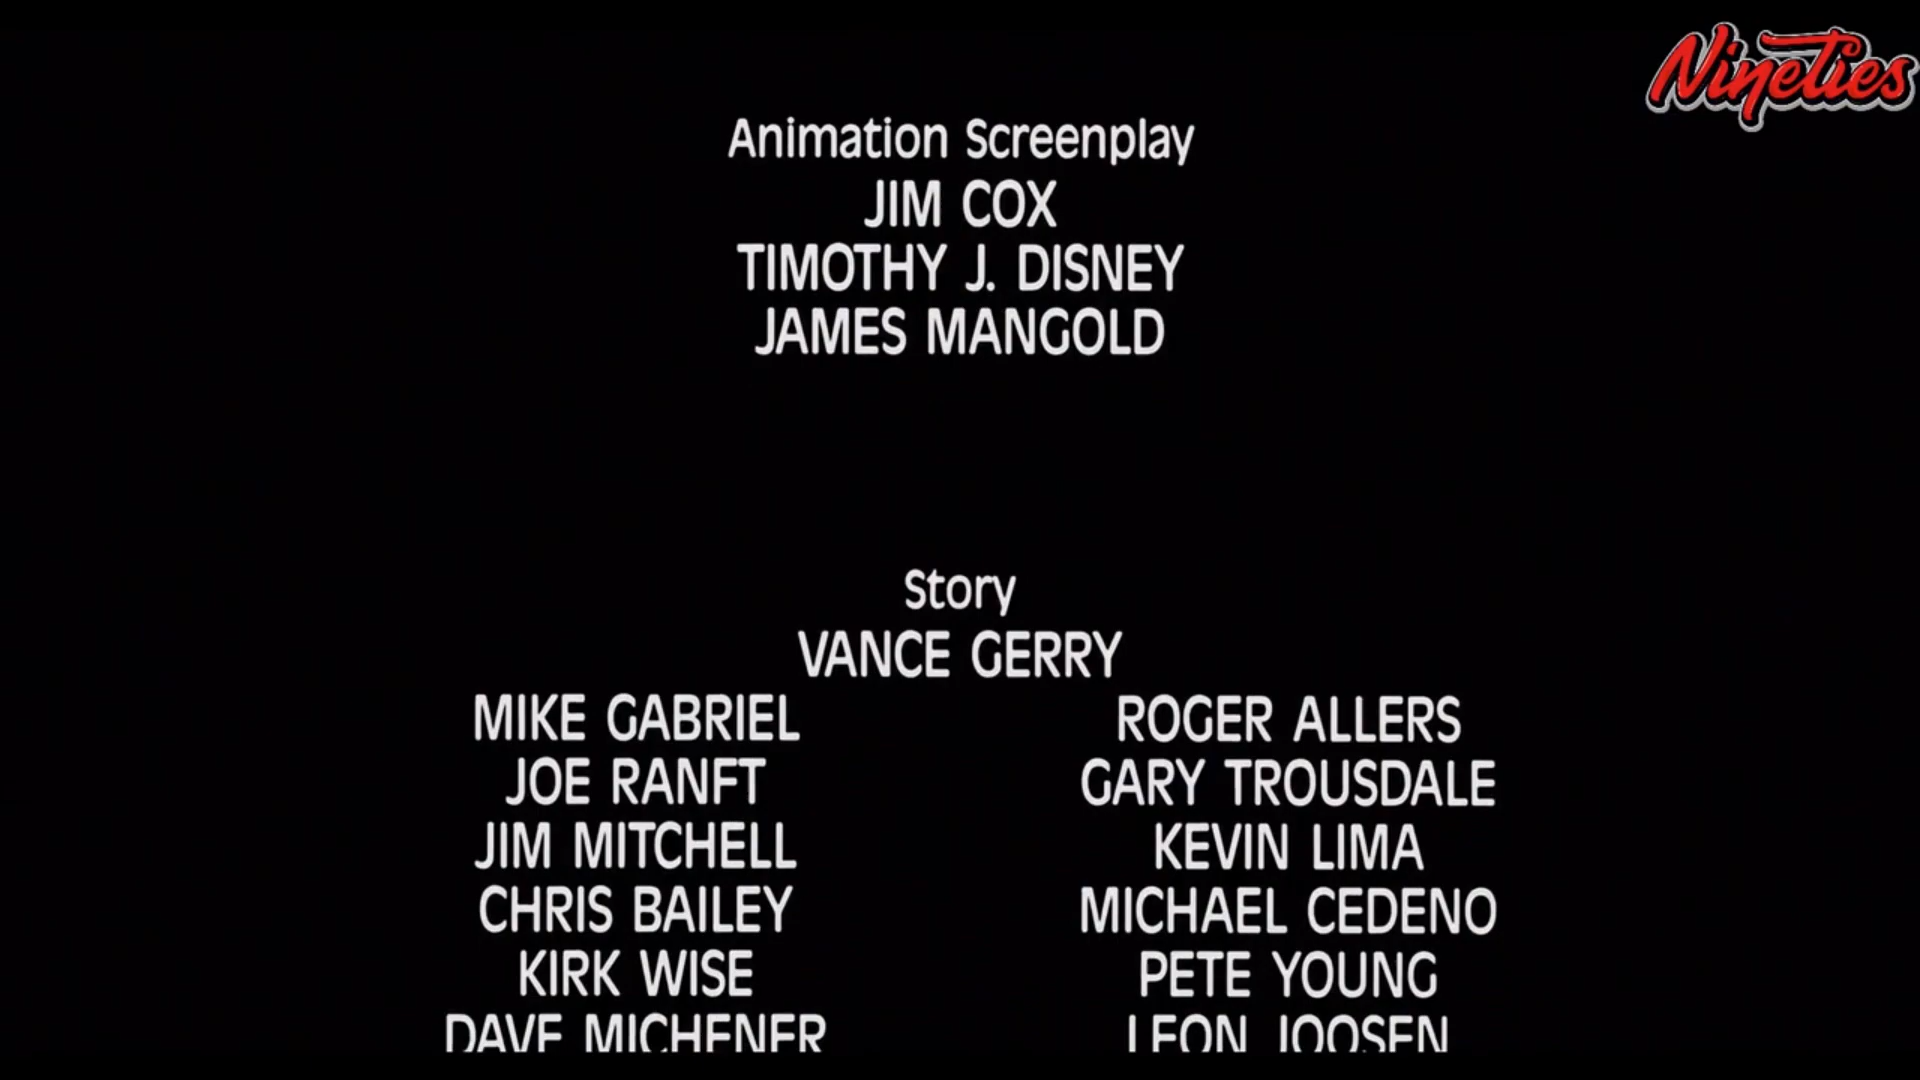 Nineties
Animation Screenplay
JIM COX
TIMOTHY J. DISNEY
JAMES MANGOLD
Story
VANCE GERRY
MIKE GABRIEL
ROGER ALLERS
JOE RANFT
GARY TROUSDALE
JIM MITCHELL
KEVIN LIMA
CHRIS BAILEY
MICHAEL CEDENO
KIRK WISE
PETE YOUNG
DAVE MICHENER
LEON JOOSEN